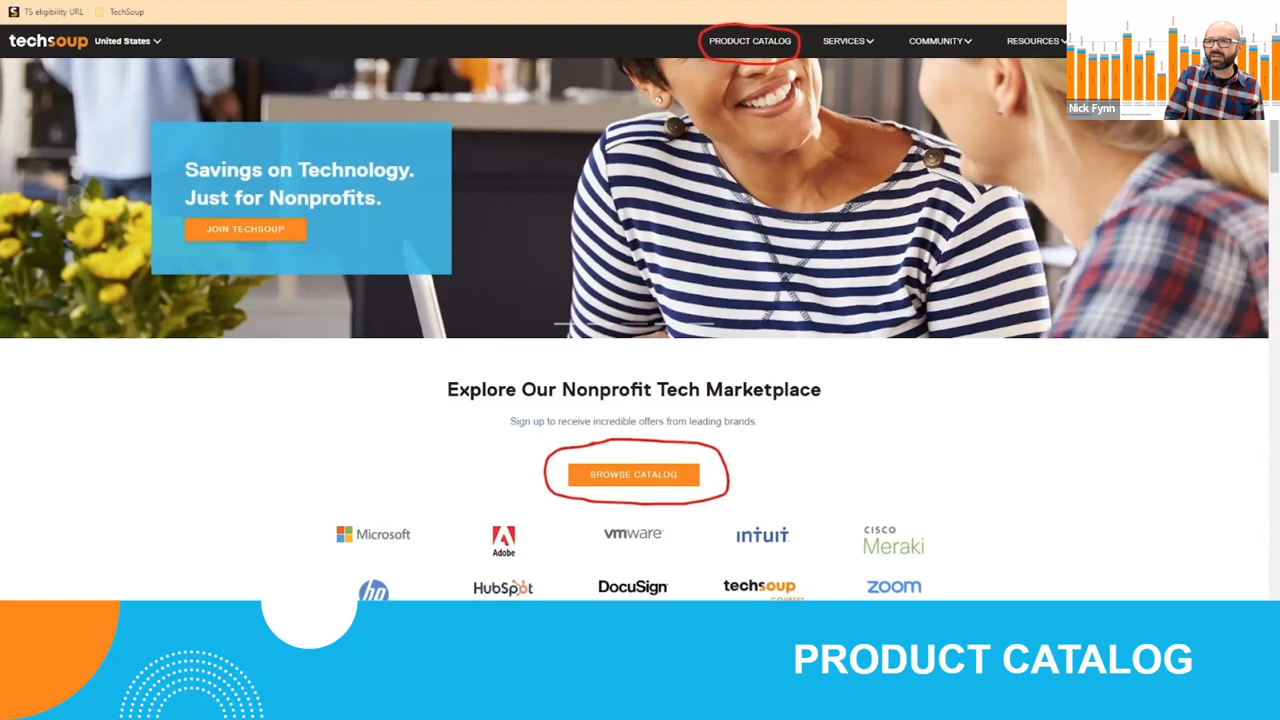 TS eligibility URL TechSoup
techsoup United States PRODUCT CATALOG SERVICES COMMUNITY RESOURCES
Nick Fynn
Savings on Technology.
Just for Nonprofits.
JOIN TECHSOUP
Explore Our Nonprofit Tech Marketplace
Sign up to receive incredible offers from leading brands.
BROWSE CATALOG
Microsoft Adobe vmware intuit CISCO Meraki
hp HubSpot DocuSign techsoup zoom
PRODUCT CATALOG